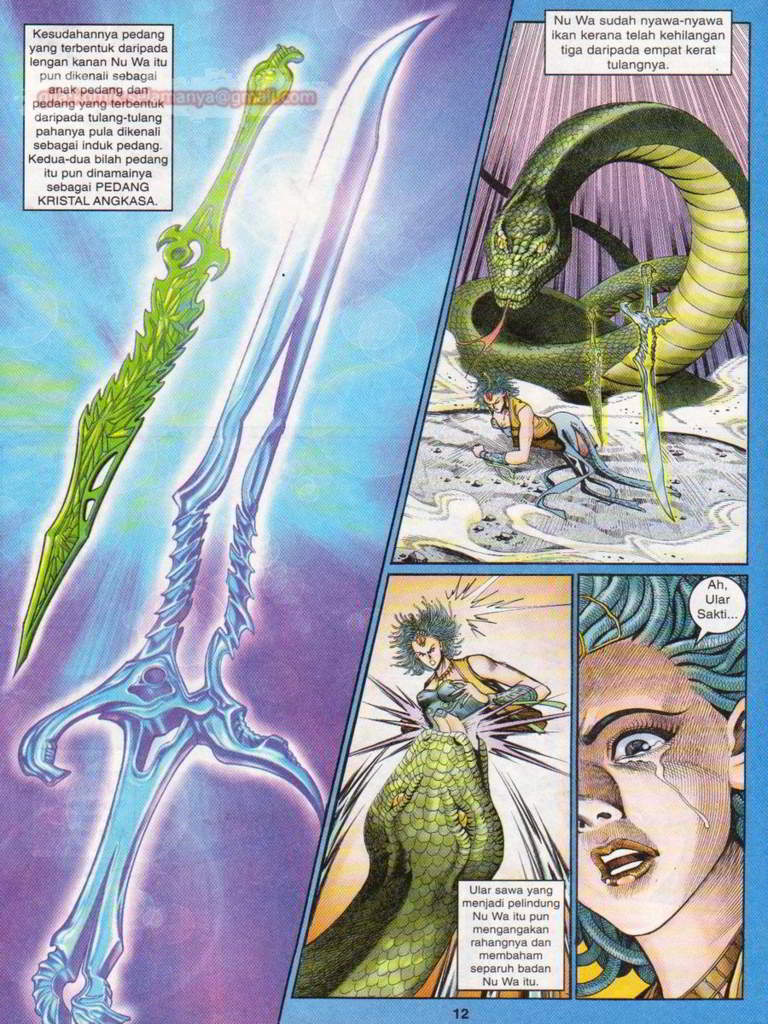 Kesudahannya pedang
yang terbentuk daripada
lengan kanan Nu Wa itu
pun dikenali sebagai
anak pedang dan
pedang yang terbentuk
daripada tulang-tulang
pahanya pula dikenali
sebagai induk pedang.
Kedua-dua bilah pedang
itu pun dinamainya
sebagai PEDANG
KRISTAL ANGKASA.
Nu Wa sudah nyawa-nyawa
ikan kerana telah kehilangan
tiga daripada empat kerat
tulangnya.
Ular sawa yang
menjadi pelindung
Nu Wa itu pun
mengangakan
rahangnya dan
membaham
separuh badan
Nu Wa itu.
Ah,
Ular
Sakti...
12